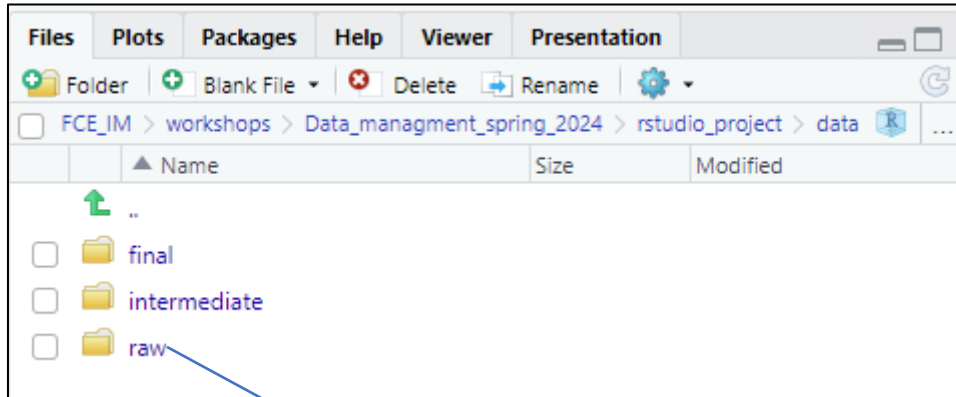 Files Plots Packages Help Viewer Presentation
Folder Blank File Delete Rename
FCE_IM > workshops > Data_managment_spring_2024 > rstudio_project > data R ...
Name Size Modified
..
final
intermediate
raw